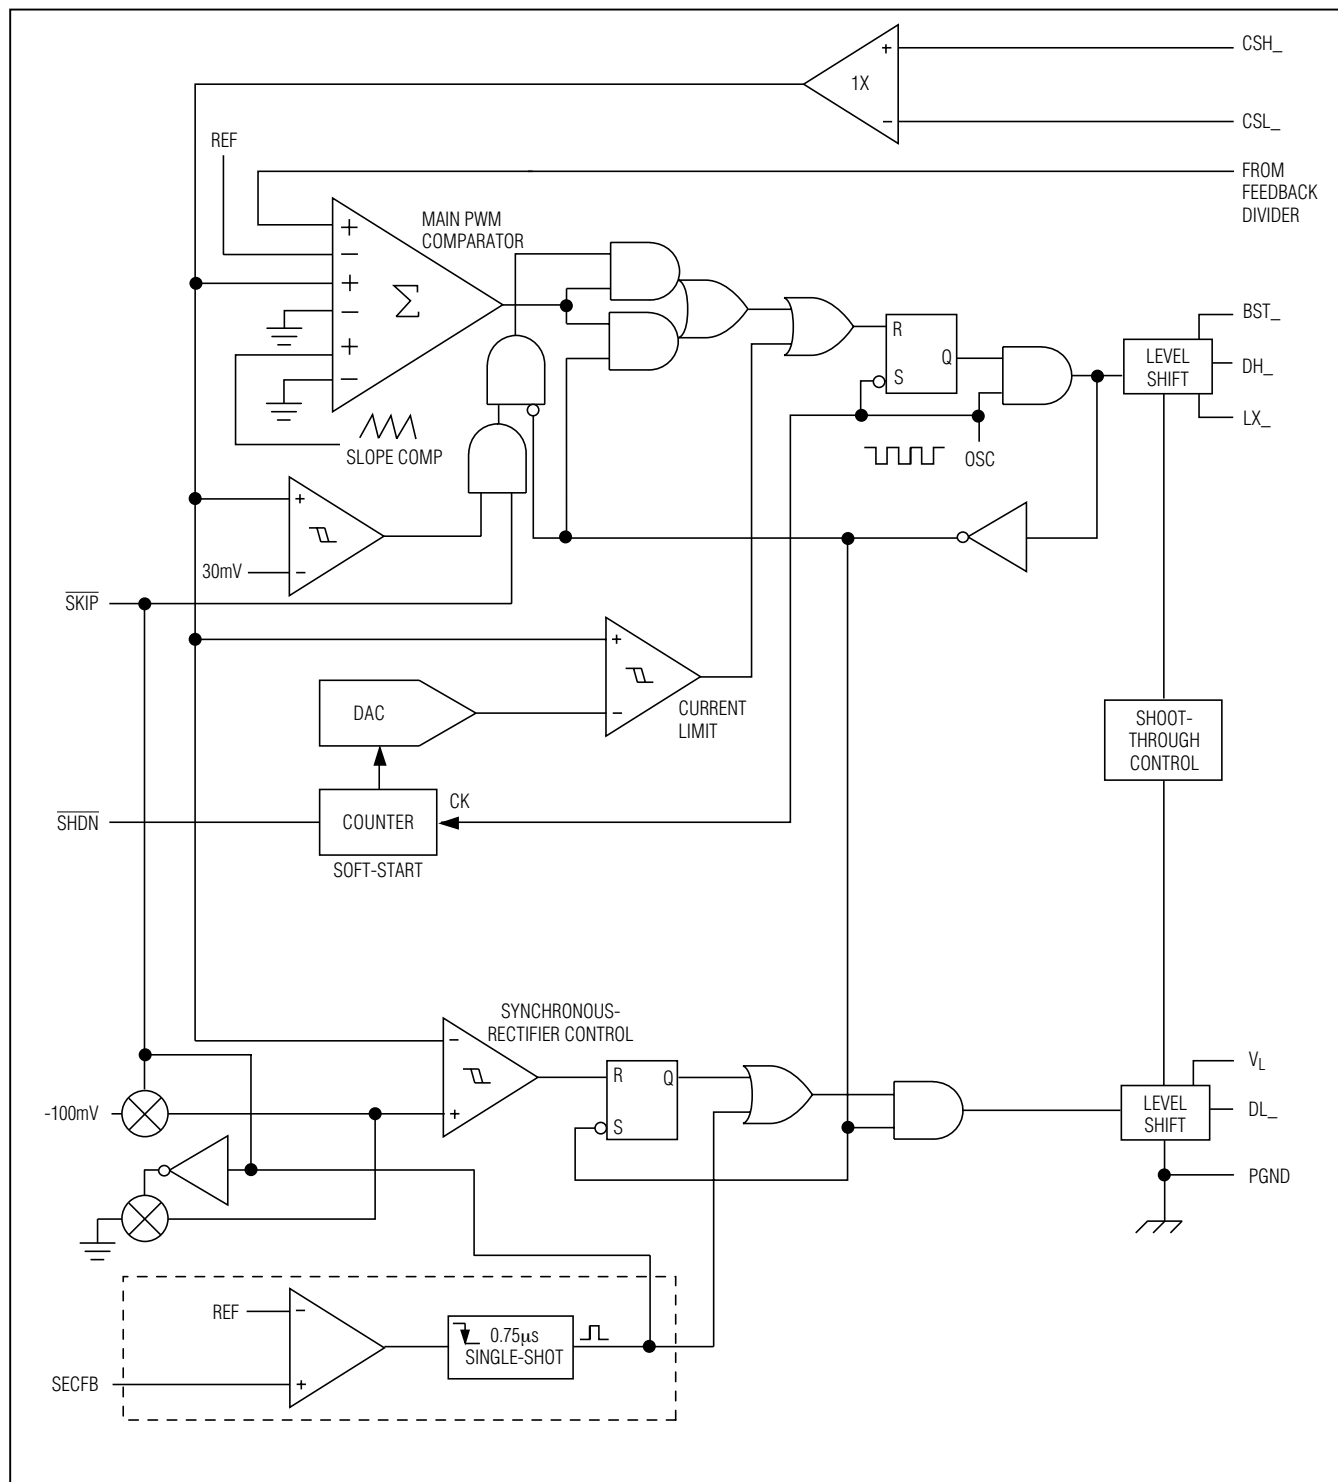 CSH_
+
1X
–
CSL_
REF
FROM
FEEDBACK
DIVIDER
MAIN PWM
COMPARATOR
+
–
+
–
+
–
Σ
R
Q
S
BST_
LEVEL
SHIFT
DH_
LX_
SLOPE COMP
OSC
+
–
30mV
SKIP
+
–
DAC
CURRENT
LIMIT
SHOOT-
THROUGH
CONTROL
CK
SHDN
COUNTER
SOFT-START
SYNCHRONOUS-
RECTIFIER CONTROL
–
+
R
Q
S
VL
-100mV
LEVEL
SHIFT
DL_
PGND
REF
–
+
0.75µs
SINGLE-SHOT
SECFB